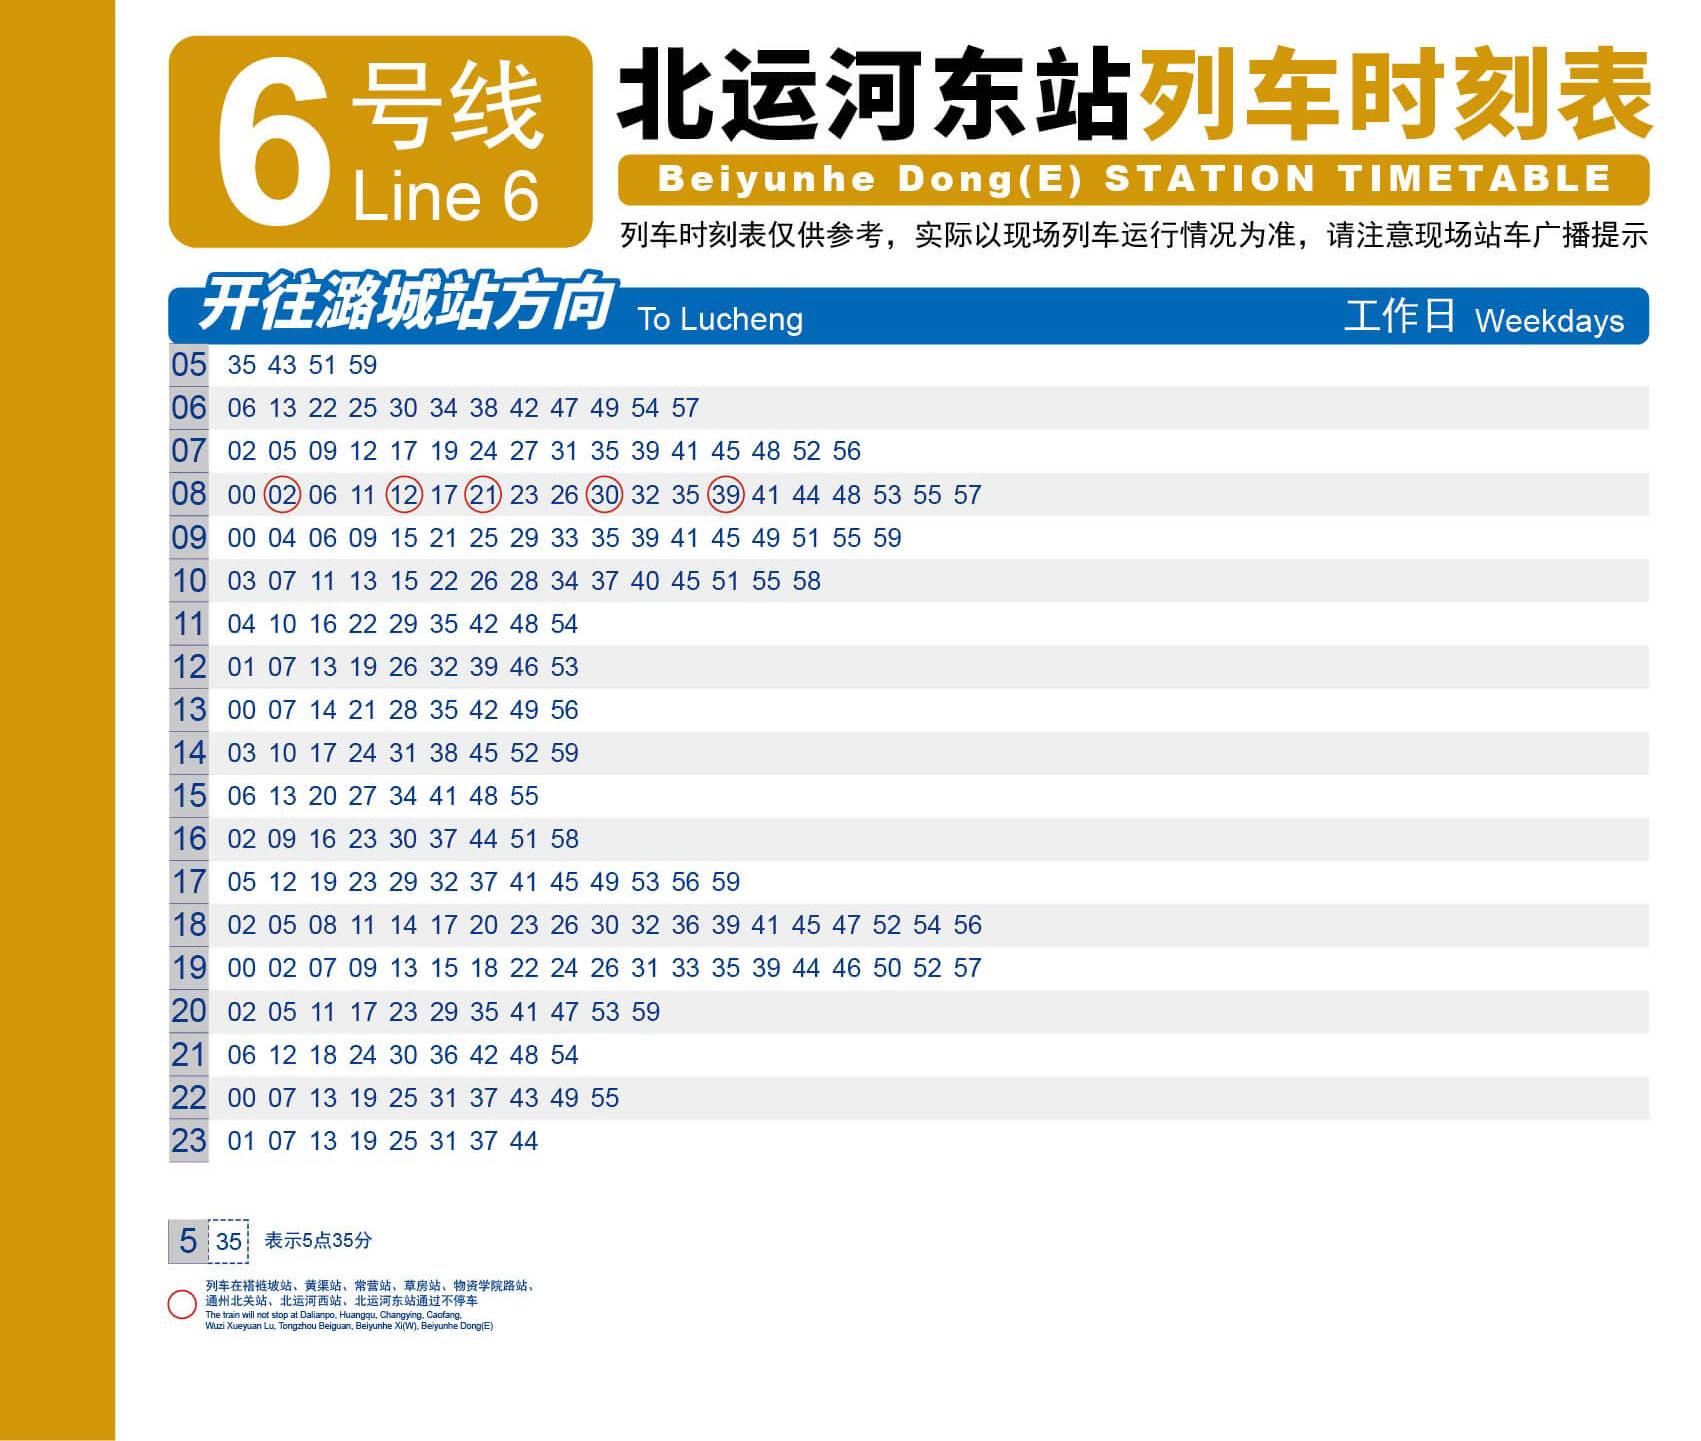 6号线
Line 6
北运河东站列车时刻表
Beiyunhe Dong(E) STATION TIMETABLE
列车时刻表仅供参考，实际以现场列车运行情况为准，请注意现场站车广播提示
开往潞城站方向 To Lucheng 工作日 Weekdays
05 35 43 51 59
06 06 13 22 25 30 34 38 42 47 49 54 57
07 02 05 09 12 17 19 24 27 31 35 39 41 45 48 52 56
08 00 02 06 11 12 17 21 23 26 30 32 35 39 41 44 48 53 55 57
09 00 04 06 09 15 21 25 29 33 35 39 41 45 49 51 55 59
10 03 07 11 13 15 22 26 28 34 37 40 45 51 55 58
11 04 10 16 22 29 35 42 48 54
12 01 07 13 19 26 32 39 46 53
13 00 07 14 21 28 35 42 49 56
14 03 10 17 24 31 38 45 52 59
15 06 13 20 27 34 41 48 55
16 02 09 16 23 30 37 44 51 58
17 05 12 19 23 29 32 37 41 45 49 53 56 59
18 02 05 08 11 14 17 20 23 26 30 32 36 39 41 45 47 52 54 56
19 00 02 07 09 13 15 18 22 24 26 31 33 35 39 44 46 50 52 57
20 02 05 11 17 23 29 35 41 47 53 59
21 06 12 18 24 30 36 42 48 54
22 00 07 13 19 25 31 37 43 49 55
23 01 07 13 19 25 31 37 44
5 35 表示5点35分
列车在褡裢坡站、黄渠站、常营站、草房站、物资学院路站、
通州北关站、北运河西站、北运河东站通过不停车
The train will not stop at Dalianpo, Huangqu, Changying, Caofang,
Wuzi Xueyuan Lu, Tongzhou Beiguan, Beiyunhe Xi(W), Beiyunhe Dong(E)